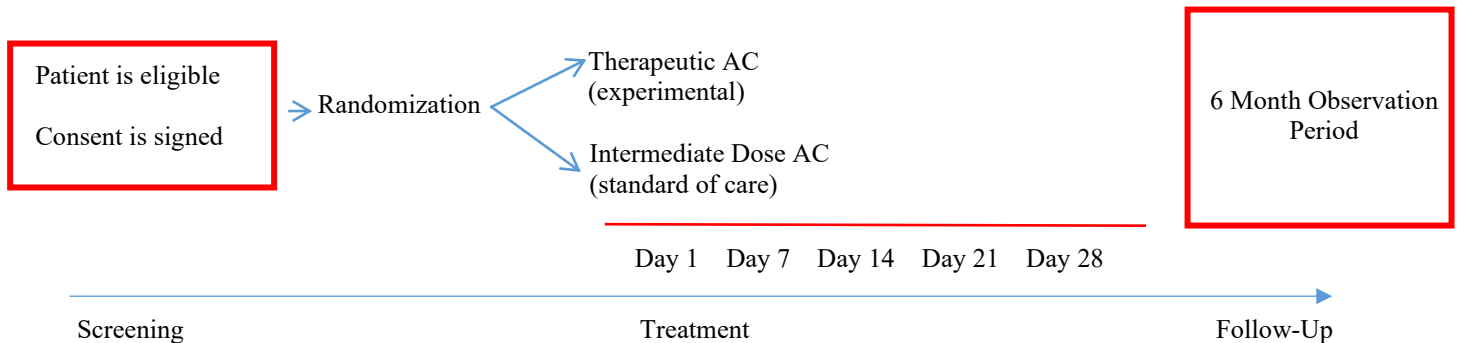 Patient is eligible
Consent is signed
Randomization
Therapeutic AC
(experimental)
Intermediate Dose AC
(standard of care)
6 Month Observation
Period
Day 1 Day 7 Day 14 Day 21 Day 28
Screening Treatment Follow-Up